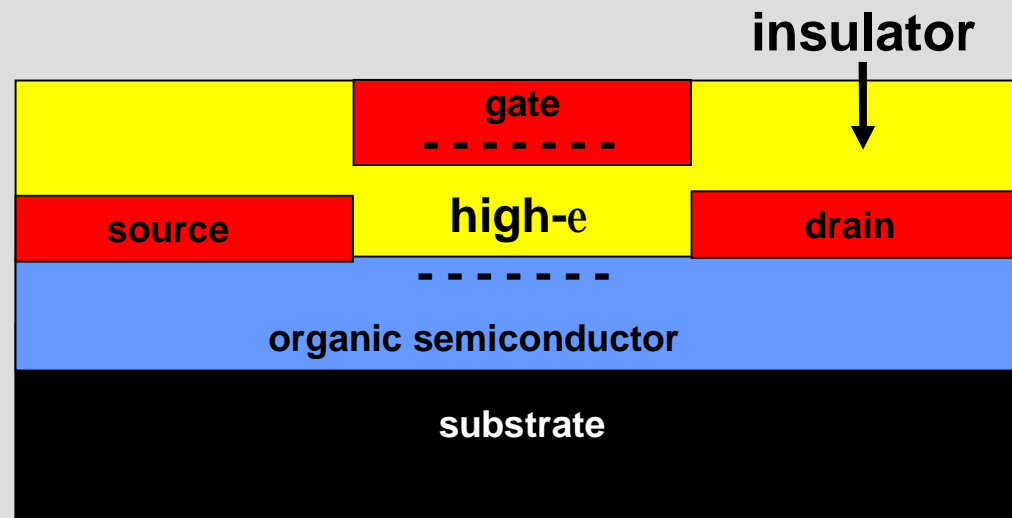 insulator
gate
- - - - - - -
source
high-e
drain
- - - - - - -
organic semiconductor
substrate